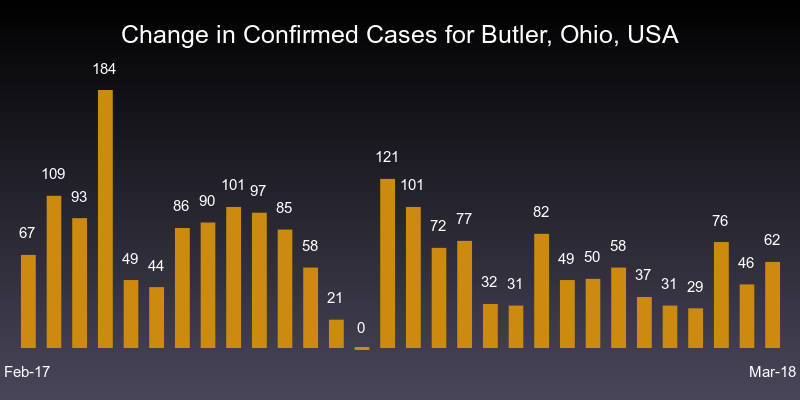 Change in Confirmed Cases for Butler, Ohio, USA
67 109 93 184 49 44 86 90 101 97 85 58 21 0 121 101 72 77 32 31 82 49 50 58 37 31 29 76 46 62
Feb-17 Mar-18